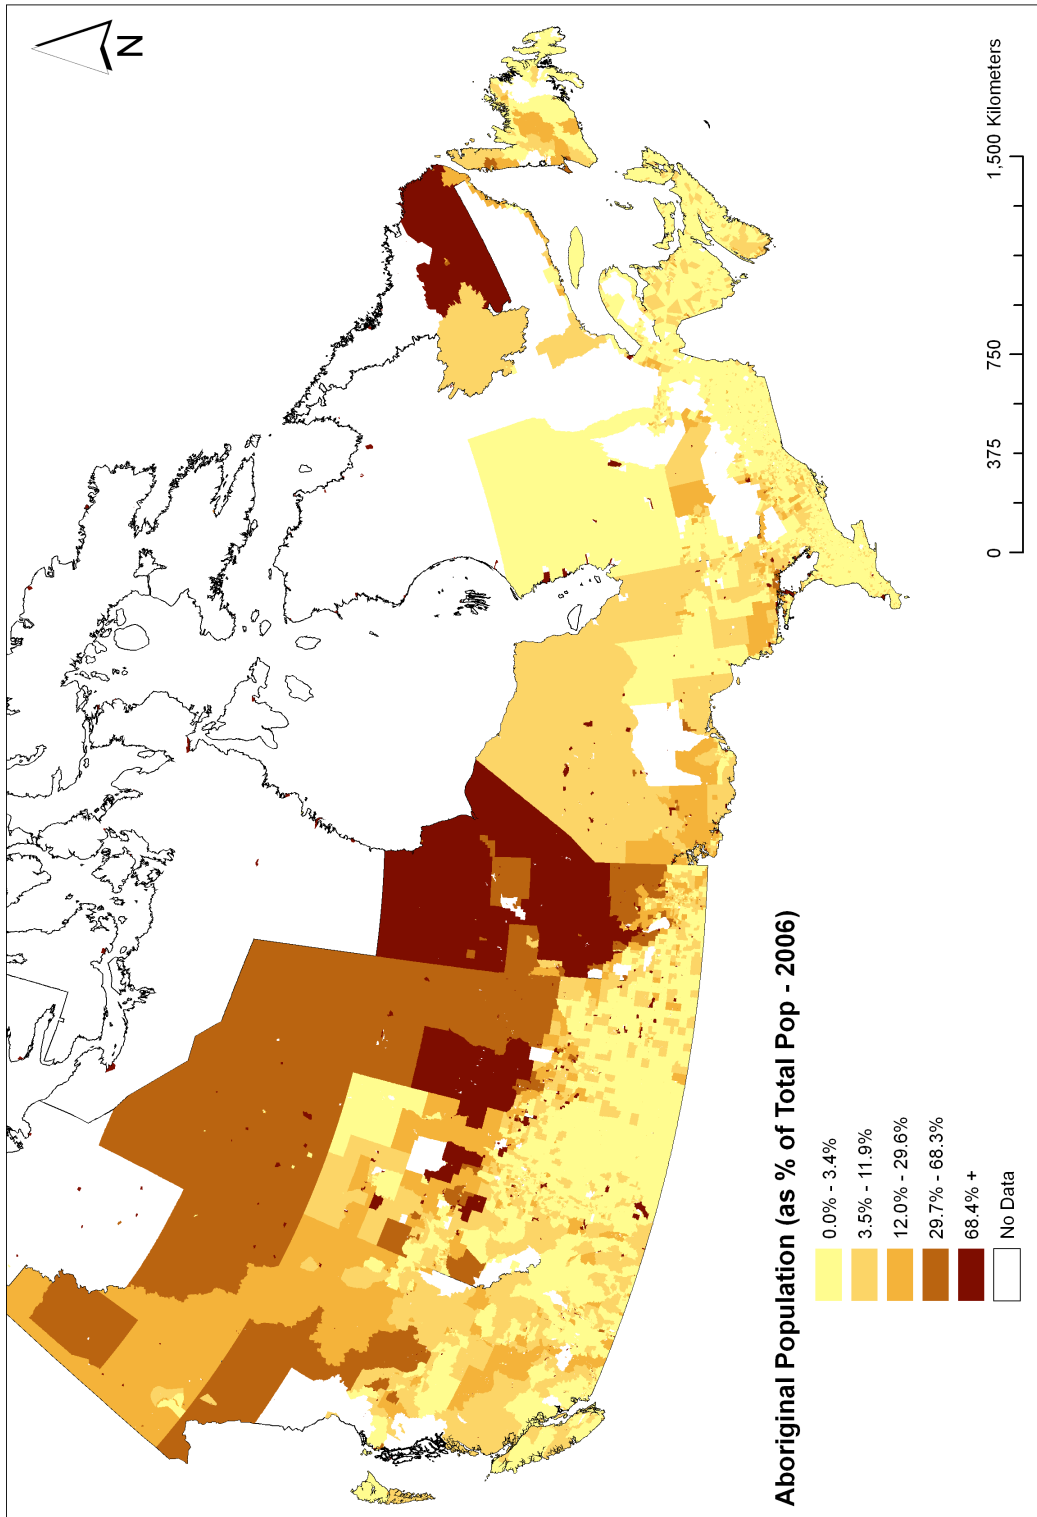 N
Aboriginal Population (as % of Total Pop - 2006)
0.0% - 3.4%
3.5% - 11.9%
12.0% - 29.6%
29.7% - 68.3%
68.4% +
No Data
0 375 750 1,500 Kilometers